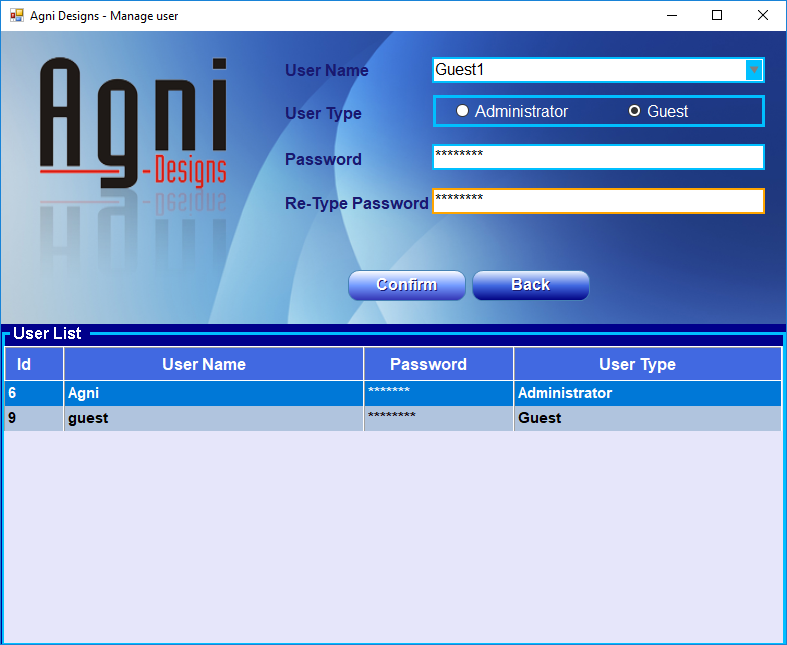 Agni Designs - Manage user
Agni
-Designs
User Name
Guest1
User Type
Administrator
Guest
Password
********
Re-Type Password
********
Confirm
Back
User List
Id User Name Password User Type
6 Agni ******* Administrator
9 guest ******** Guest